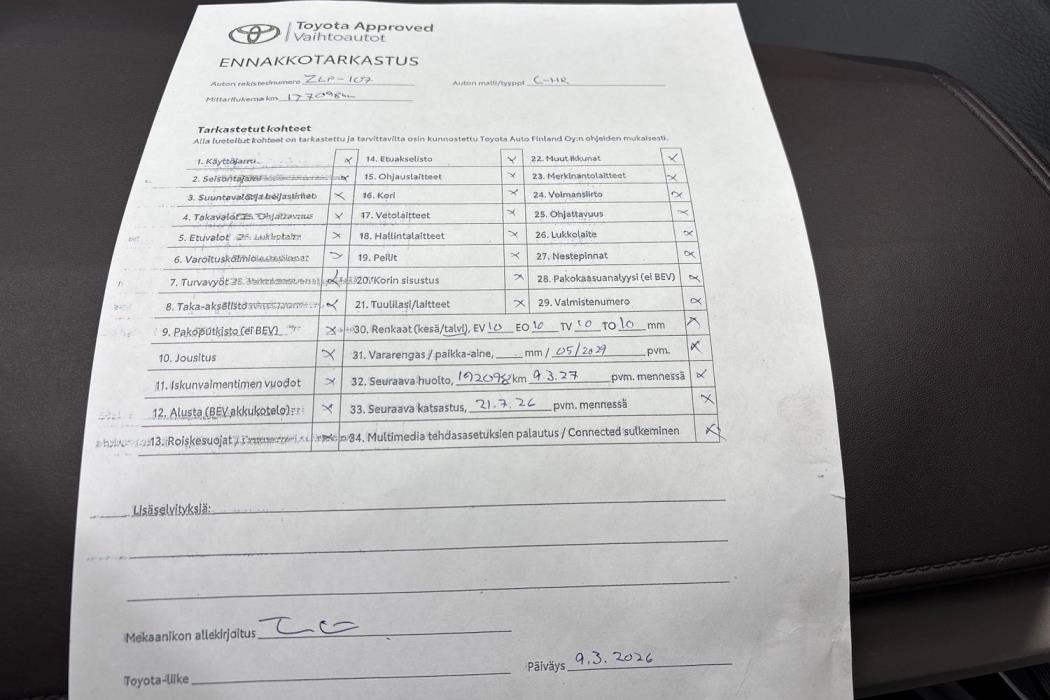 Toyota Approved
Vaihtoautot
ENNAKKOTARKASTUS
Auton rekisterinumero ZLP-107 Auton malli/tyyppi C-HR
Mittarilukema km 177098km
Tarkastetut kohteet
Alla luetellut kohteet on tarkastettu ja tarvittavilta osin kunnostettu Toyota Auto Finland Oy:n ohjeiden mukaisesti.
1. Käyttöjarru x 14. Etuakselisto x 22. Muut ikkunat x
2. Seisontajarru x 15. Ohjauslaitteet x 23. Merkinantolaitteet x
3. Suuntavalot ja heijastimet x 16. Kori x 24. Voimansiirto x
4. Takavalot x 17. Vetolaitteet x 25. Ohjattavuus x
5. Etuvalot x 18. Hallintalaitteet x 26. Lukkolaite x
6. Varoituskolmio x 19. Peilit x 27. Nestepinnat x
7. Turvavyöt x 20. Korin sisustus x 28. Pakokaasuanalyysi (ei BEV) x
8. Taka-akselisto x 21. Tuulilasi/laitteet x 29. Valmistenumero x
9. Pakoputkisto (ei BEV) x 30. Renkaat (kesä/talvi), EV 10 EO 10 TV 10 TO 10 mm x
10. Jousitus x 31. Vararengas / paikka-aine, mm / 05/2029 pvm. x
11. Iskunvaimentimen vuodot x 32. Seuraava huolto, 192098 km 9.3.27 pvm. mennessä x
12. Alusta (BEV akkukotelo) x 33. Seuraava katsastus, 21.7.26 pvm. mennessä x
13. Roiskesuojat x 34. Multimedia tehdasasetuksien palautus / Connected sulkeminen x
Lisäselvityksiä:
Mekaanikon allekirjoitus
Toyota-liike Päiväys 9.3.2026